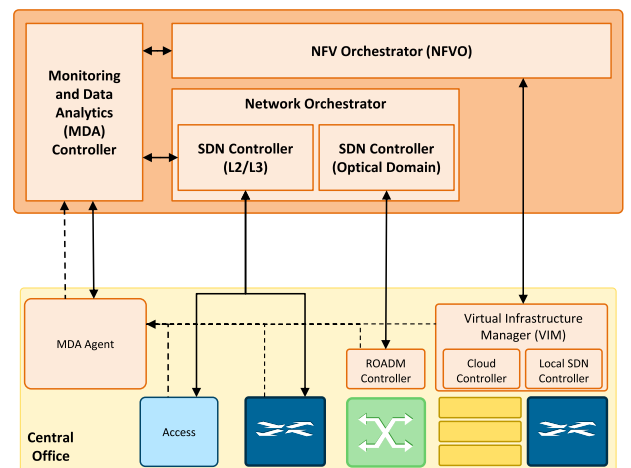 NFV Orchestrator (NFVO)
Monitoring
and Data
Analytics
(MDA)
Controller
Network Orchestrator
SDN Controller
(L2/L3)
SDN Controller
(Optical Domain)
MDA Agent
Virtual Infrastructure
Manager (VIM)
ROADM
Controller
Cloud
Controller
Local SDN
Controller
Access
Central
Office